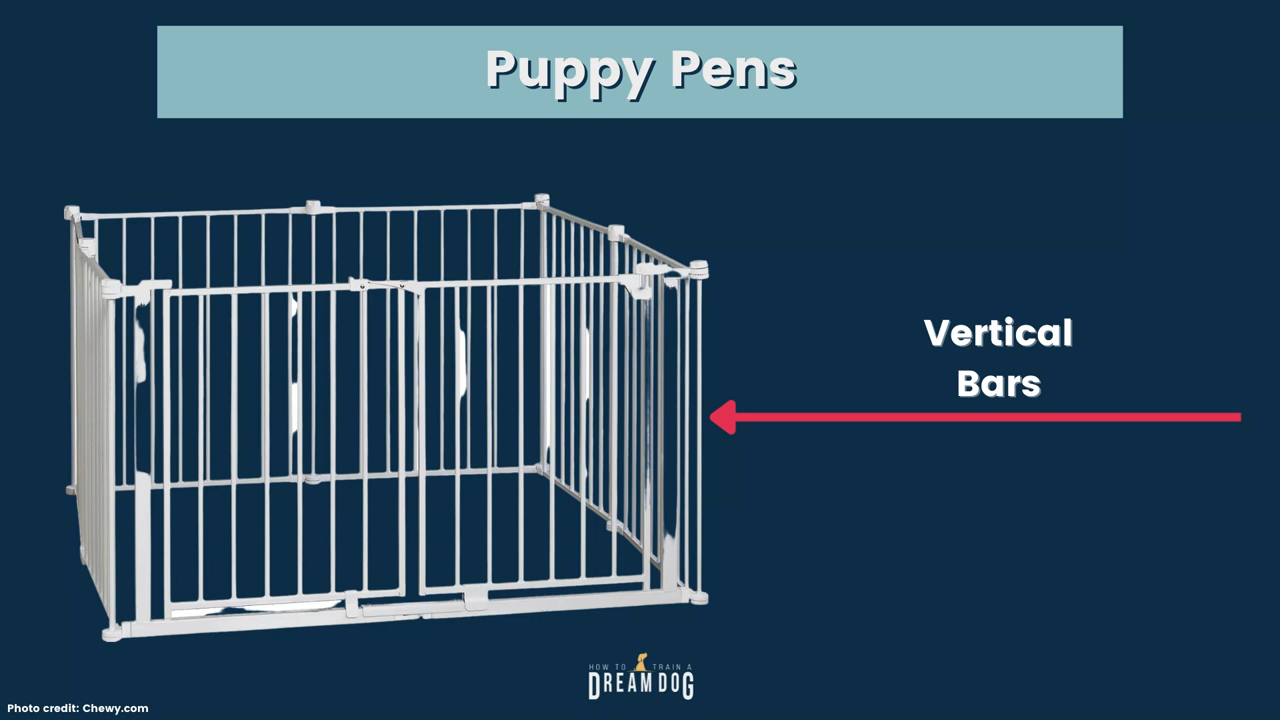 Puppy Pens
Vertical
Bars
HOW TO TRAIN A
DREAM DOG
Photo credit: Chewy.com